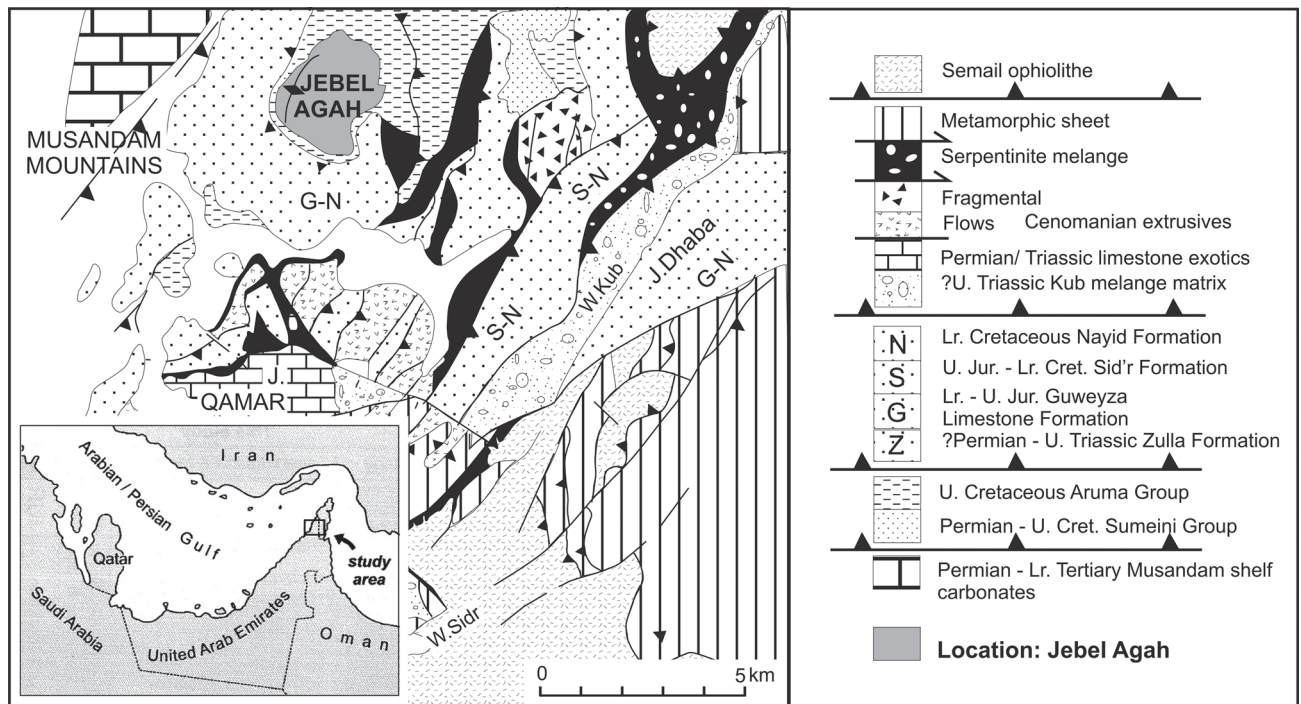 JEBEL
AGAH
MUSANDAM
MOUNTAINS
G-N
S-N
J.Dhaba
G-N
W.Kub
S-N
J.
QAMAR
W.Sidr
0
5 km
Iran
Arabian / Persian
Gulf
Qatar
study
area
Saudi Arabia
United Arab Emirates
Oman
Semail ophiolithe
Metamorphic sheet
Serpentinite melange
Fragmental
Flows Cenomanian extrusives
Permian/ Triassic limestone exotics
?U. Triassic Kub melange matrix
N Lr. Cretaceous Nayid Formation
S U. Jur. - Lr. Cret. Sid'r Formation
G Lr. - U. Jur. Guweyza
Limestone Formation
Z ?Permian - U. Triassic Zulla Formation
U. Cretaceous Aruma Group
Permian - U. Cret. Sumeini Group
Permian - Lr. Tertiary Musandam shelf
carbonates
Location: Jebel Agah